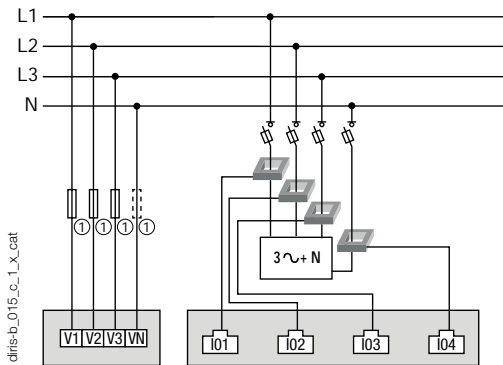 L1
L2
L3
N
① ① ① ①
3 ∿ + N
V1 V2 V3 VN
I01 I02 I03 I04
diris-b_015_c_1_x_cat